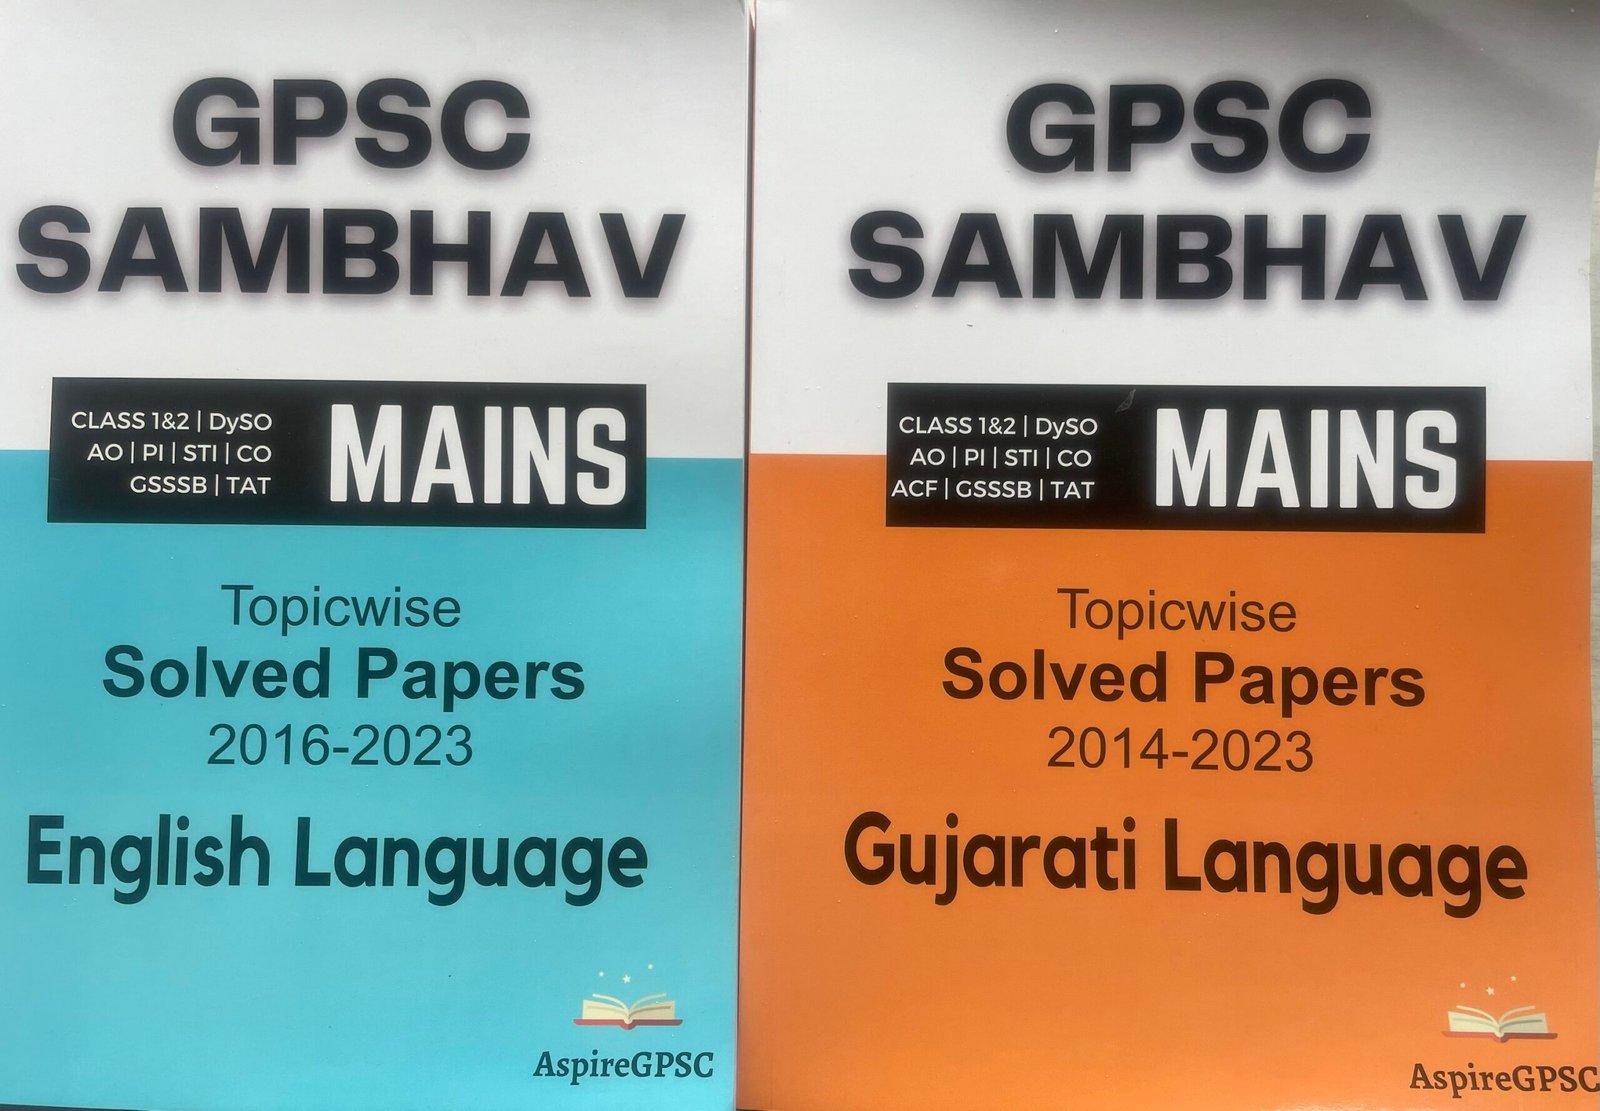 GPSC
SAMBHAV
CLASS 1&2 | DySO
AO | PI | STI | CO
GSSSB | TAT
MAINS
Topicwise
Solved Papers
2016-2023
English Language
AspireGPSC
GPSC
SAMBHAV
CLASS 1&2 | DySO
AO | PI | STI | CO
ACF | GSSSB | TAT
MAINS
Topicwise
Solved Papers
2014-2023
Gujarati Language
AspireGPSC